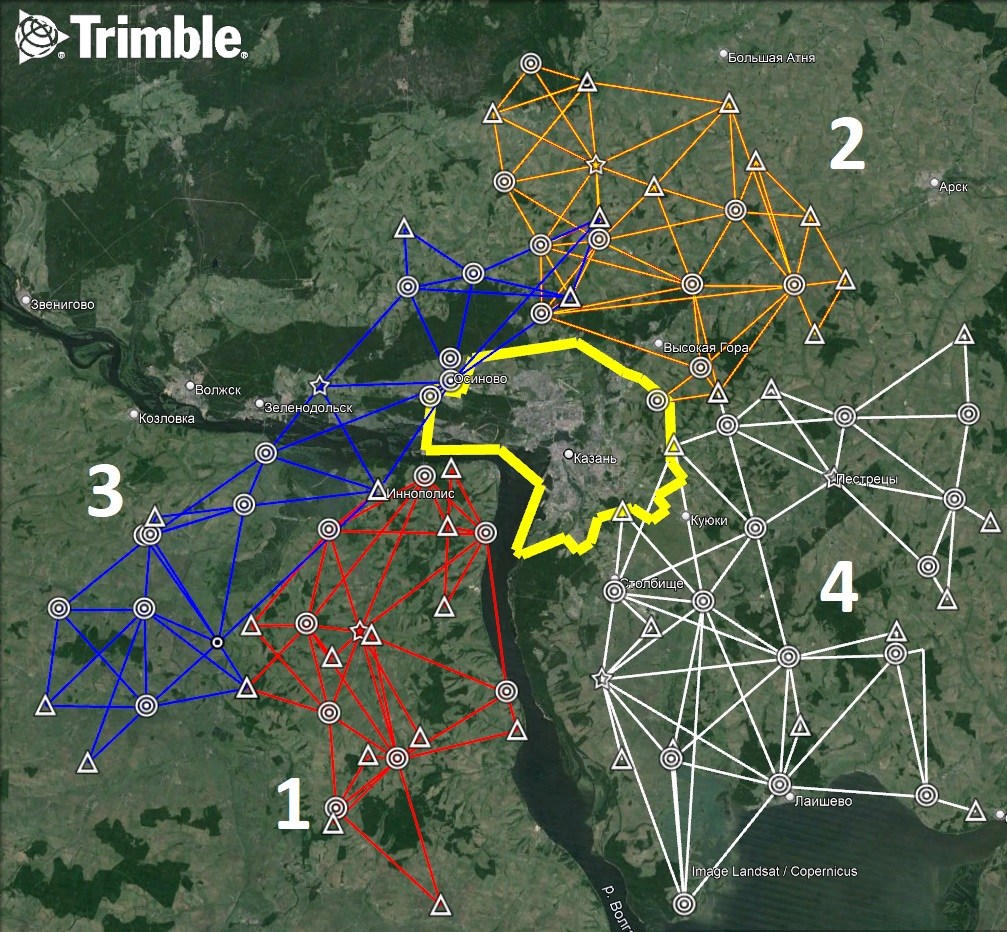 Trimble.
Большая Атня
2
Арск
Звенигово
Высокая Гора
Волжск
Осиново
Зеленодольск
Козловка
Казань
Пестрецы
3
Иннополис
Куюки
Столбище
4
1
Лаишево
Image Landsat / Copernicus
р. Волга